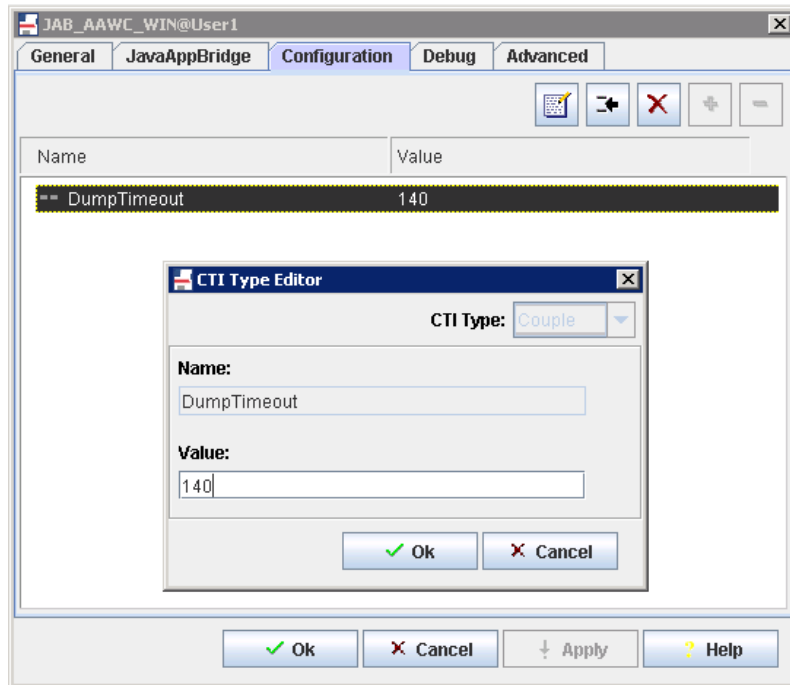 JAB_AAWC_WIN@User1
General JavaAppBridge Configuration Debug Advanced
Name Value
DumpTimeout 140
CTI Type Editor
CTI Type: Couple
Name:
DumpTimeout
Value:
140
Ok Cancel
Ok Cancel Apply Help